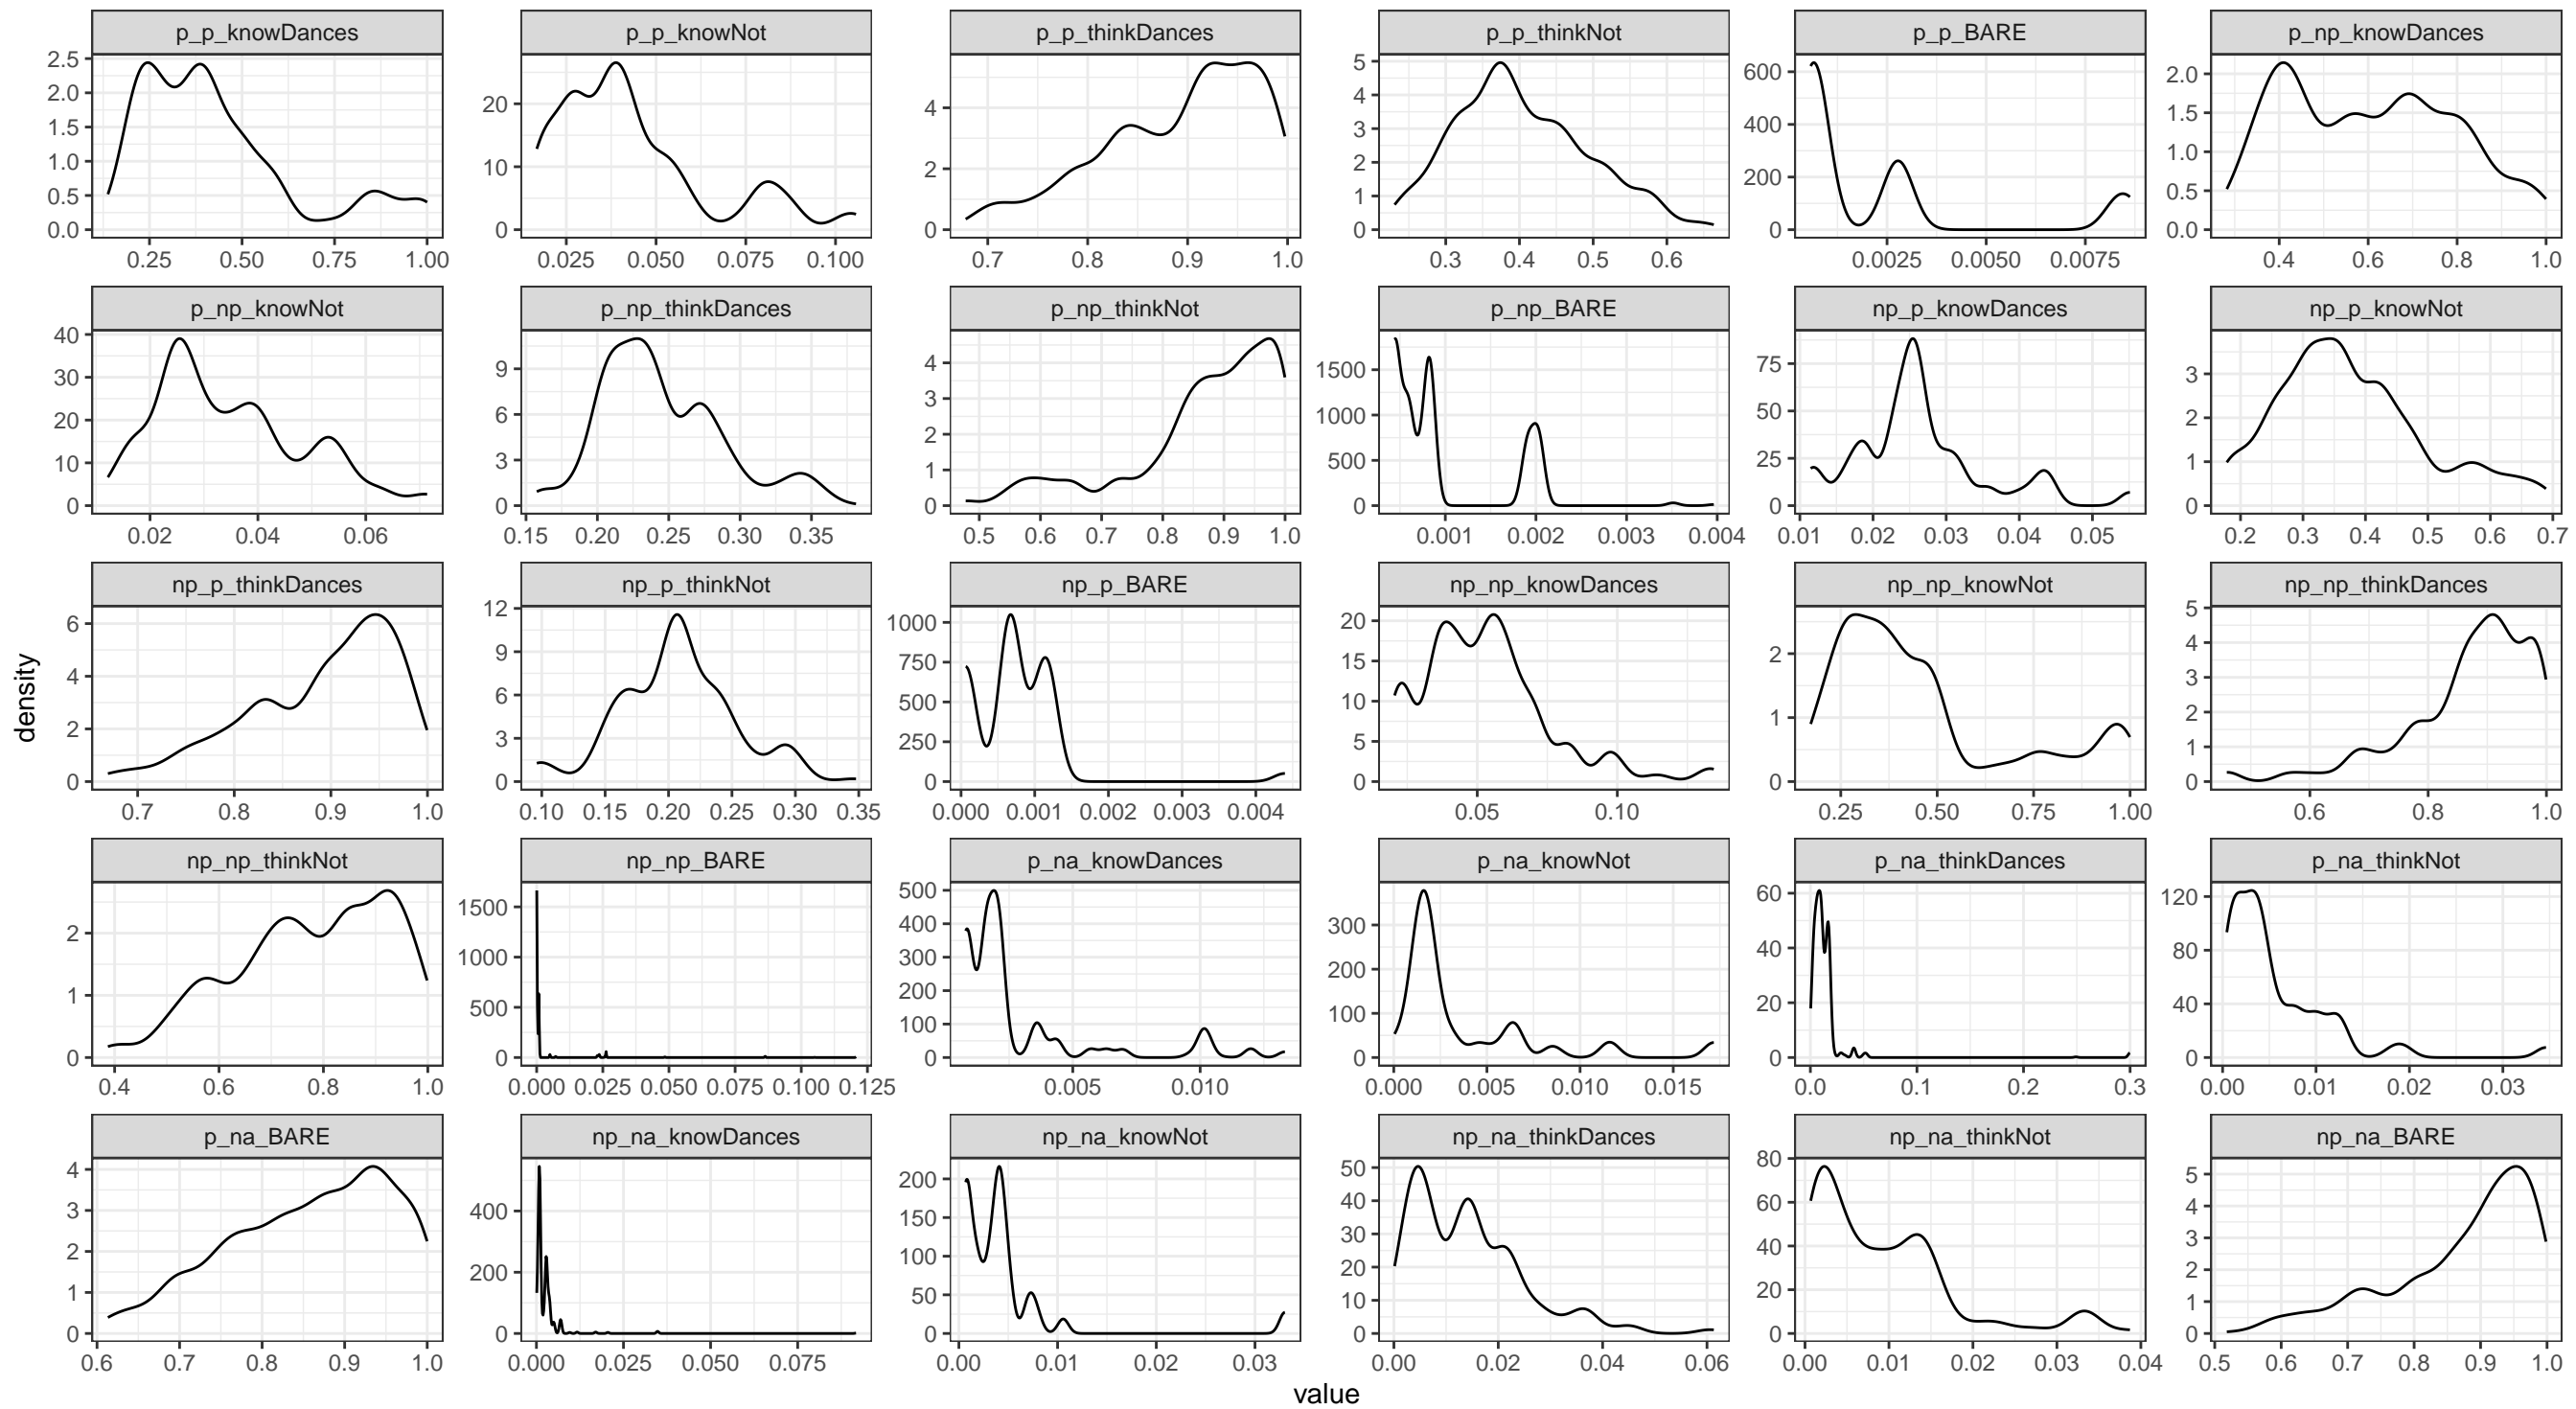 p_p_knowDances p_p_knowNot p_p_thinkDances p_p_thinkNot p_p_BARE p_np_knowDances
2.5 2.0 1.5 1.0 0.5 0.0
20 10 0
4 2 0
5 4 3 2 1 0
600 400 200 0
2.0 1.5 1.0 0.5 0.0
0.25 0.50 0.75 1.00 0.025 0.050 0.075 0.100 0.7 0.8 0.9 1.0 0.3 0.4 0.5 0.6 0.0025 0.0050 0.0075 0.4 0.6 0.8 1.0
p_np_knowNot p_np_thinkDances p_np_thinkNot p_np_BARE np_p_knowDances np_p_knowNot
40 30 20 10 0
9 6 3 0
4 3 2 1 0
1500 1000 500 0
75 50 25 0
3 2 1 0
0.02 0.04 0.06 0.15 0.20 0.25 0.30 0.35 0.5 0.6 0.7 0.8 0.9 1.0 0.001 0.002 0.003 0.004 0.01 0.02 0.03 0.04 0.05 0.2 0.3 0.4 0.5 0.6 0.7
np_p_thinkDances np_p_thinkNot np_p_BARE np_np_knowDances np_np_knowNot np_np_thinkDances
6 4 2 0
12 9 6 3 0
1000 750 500 250 0
20 15 10 5 0
2 1 0
5 4 3 2 1 0
0.7 0.8 0.9 1.0 0.10 0.15 0.20 0.25 0.30 0.35 0.000 0.001 0.002 0.003 0.004 0.05 0.10 0.25 0.50 0.75 1.00 0.6 0.8 1.0
density
np_np_thinkNot np_np_BARE p_na_knowDances p_na_knowNot p_na_thinkDances p_na_thinkNot
2 1 0
1500 1000 500 0
500 400 300 200 100 0
300 200 100 0
60 40 20 0
120 80 40 0
0.4 0.6 0.8 1.0 0.000 0.025 0.050 0.075 0.100 0.125 0.005 0.010 0.000 0.005 0.010 0.015 0.0 0.1 0.2 0.3 0.00 0.01 0.02 0.03
p_na_BARE np_na_knowDances np_na_knowNot np_na_thinkDances np_na_thinkNot np_na_BARE
4 3 2 1 0
400 200 0
200 150 100 50 0
50 40 30 20 10 0
80 60 40 20 0
5 4 3 2 1 0
0.6 0.7 0.8 0.9 1.0 0.000 0.025 0.050 0.075 0.00 0.01 0.02 0.03 0.00 0.02 0.04 0.06 0.00 0.01 0.02 0.03 0.04 0.5 0.6 0.7 0.8 0.9 1.0
value